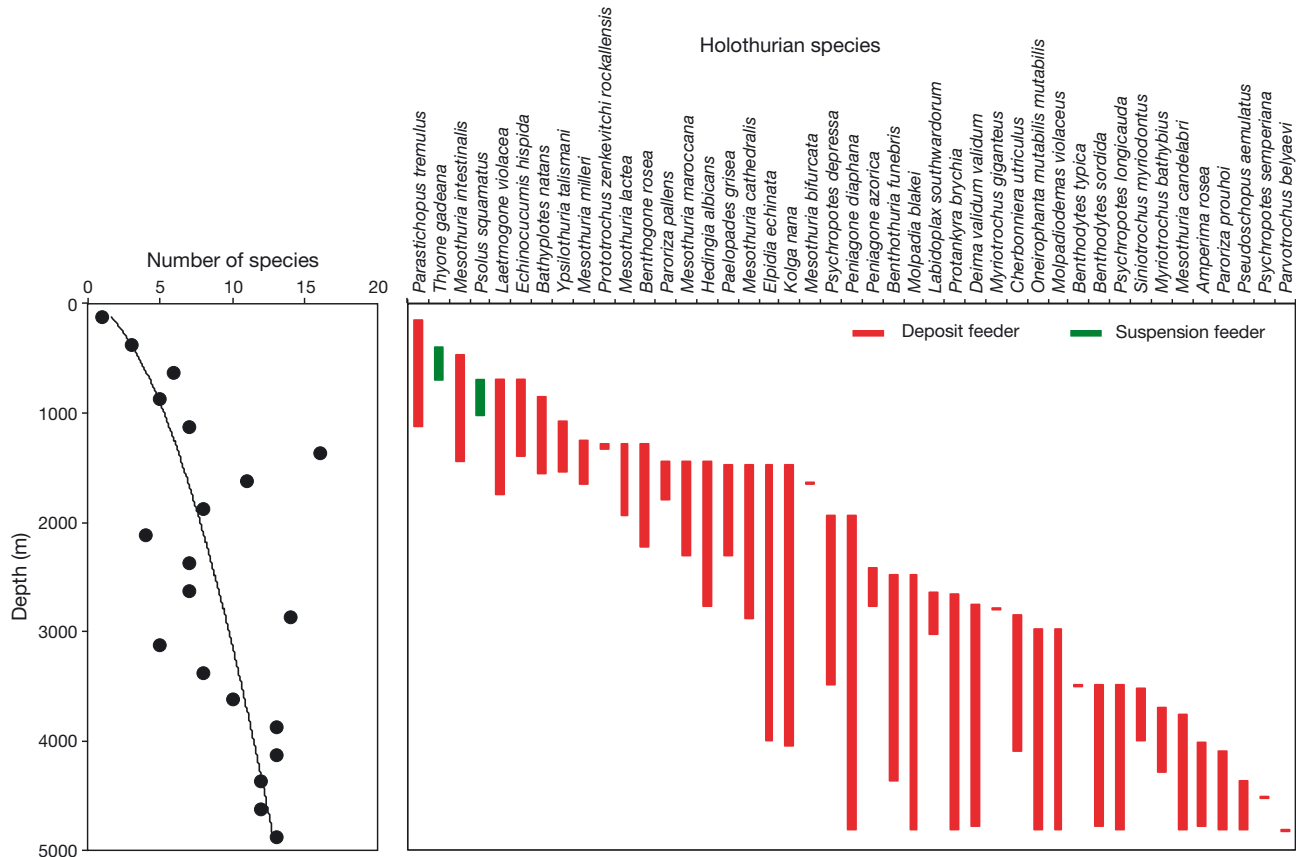 Holothurian species
Parastichopus tremulus
Thyone gadeana
Mesothuria intestinalis
Psolus squamatus
Laetmogone violacea
Echinocucumis hispida
Bathyplotes natans
Ypsilothuria talismani
Mesothuria milleri
Prototrochus zenkevitchi rockallensis
Mesothuria lactea
Benthogone rosea
Paroriza pallens
Mesothuria maroccana
Hedingia albicans
Paelopades grisea
Mesothuria cathedralis
Elpidia echinata
Kolga nana
Mesothuria bifurcata
Psychropotes depressa
Peniagone diaphana
Peniagone azorica
Benthothuria funebris
Molpadia blakei
Labidoplax southwardorum
Protankyra brychia
Deima validum validum
Myriotrochus giganteus
Cherbonniera utriculus
Oneirophanta mutabilis mutabilis
Molpadiodemas violaceus
Benthodytes typica
Benthodytes sordida
Psychropotes longicauda
Siniotrochus myriodontus
Myriotrochus bathybius
Mesothuria candelabri
Amperima rosea
Paroriza prouhoi
Pseudoschopus aemulatus
Psychropotes semperiana
Parvotrochus belyaevi
Number of species
0 5 10 15 20
Depth (m)
0
1000
2000
3000
4000
5000
Deposit feeder
Suspension feeder